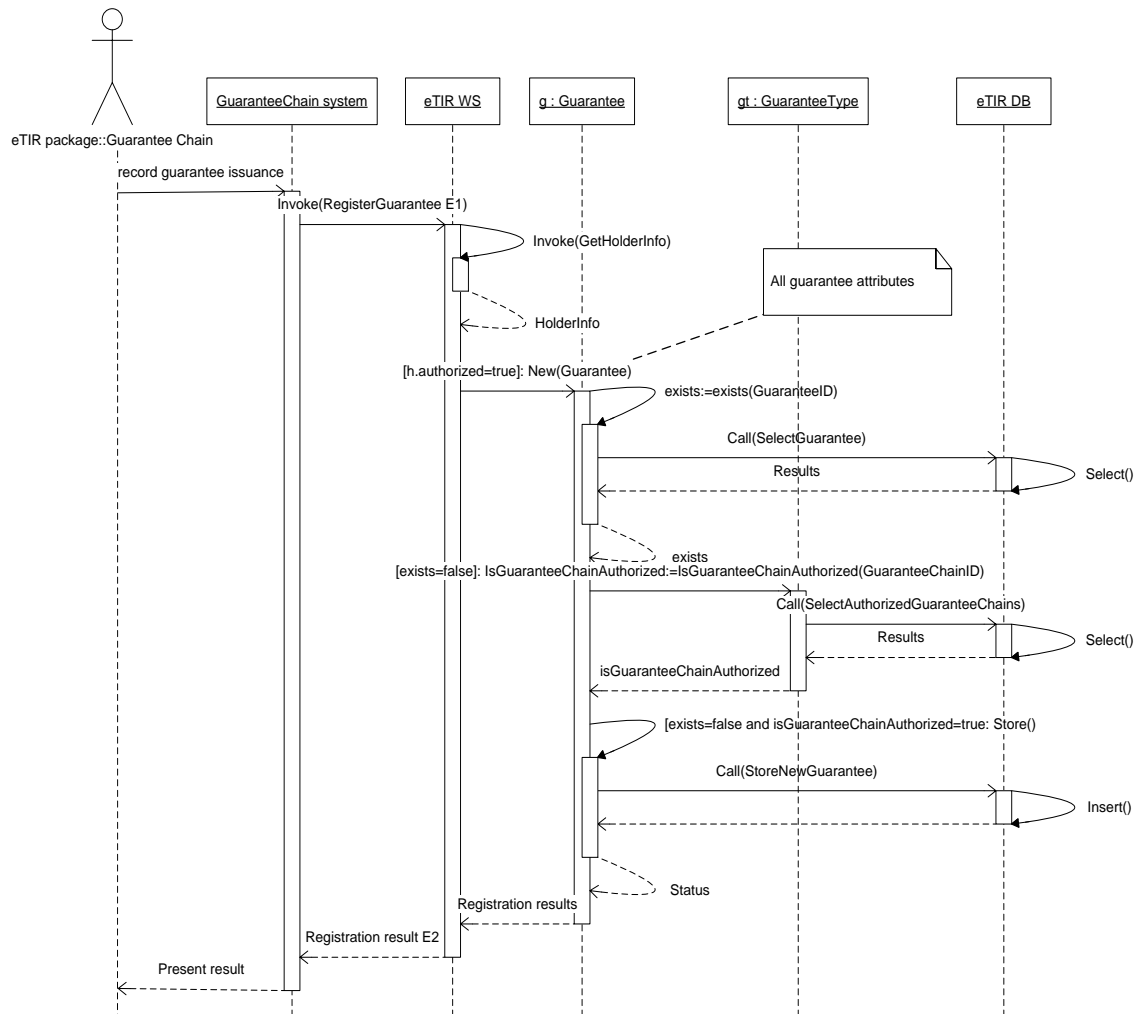 GuaranteeChain system
eTIR WS
g : Guarantee
gt : GuaranteeType
eTIR DB
eTIR package::Guarantee Chain
record guarantee issuance
Invoke(RegisterGuarantee E1)
Invoke(GetHolderInfo)
All guarantee attributes
HolderInfo
[h.authorized=true]: New(Guarantee)
exists:=exists(GuaranteeID)
Call(SelectGuarantee)
Results
Select()
exists
[exists=false]: IsGuaranteeChainAuthorized:=IsGuaranteeChainAuthorized(GuaranteeChainID)
Call(SelectAuthorizedGuaranteeChains)
Results
Select()
isGuaranteeChainAuthorized
[exists=false and isGuaranteeChainAuthorized=true: Store()
Call(StoreNewGuarantee)
Insert()
Status
Registration results
Registration result E2
Present result